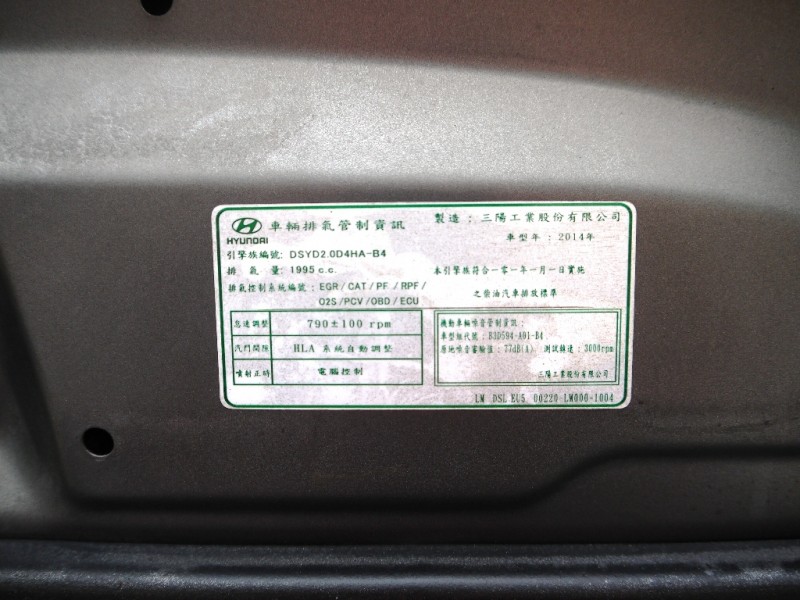 HYUNDAI 車輛排氣管制資訊
製造：三陽工業股份有限公司
車型年：2014年
引擎族編號: DSYD2.0D4HA-B4
排 氣 量: 1995 c.c.
排氣控制系統編號：EGR/CAT/PF/RPF/
O2S/PCV/OBD/ECU
本引擎族符合一０一年一月一日實施
之柴油汽車排放標準
怠速調整 790±100 rpm
汽門間隙 HLA 系統自動調整
噴射正時 電腦控制
機動車輛噪音管制資訊：
車型組代號：B3D594-A01-B4
原地噪音審驗值：77dB(A)，測試轉速：3000rpm
三陽工業股份有限公司
LM DSL EU5 00220-LW000-1004